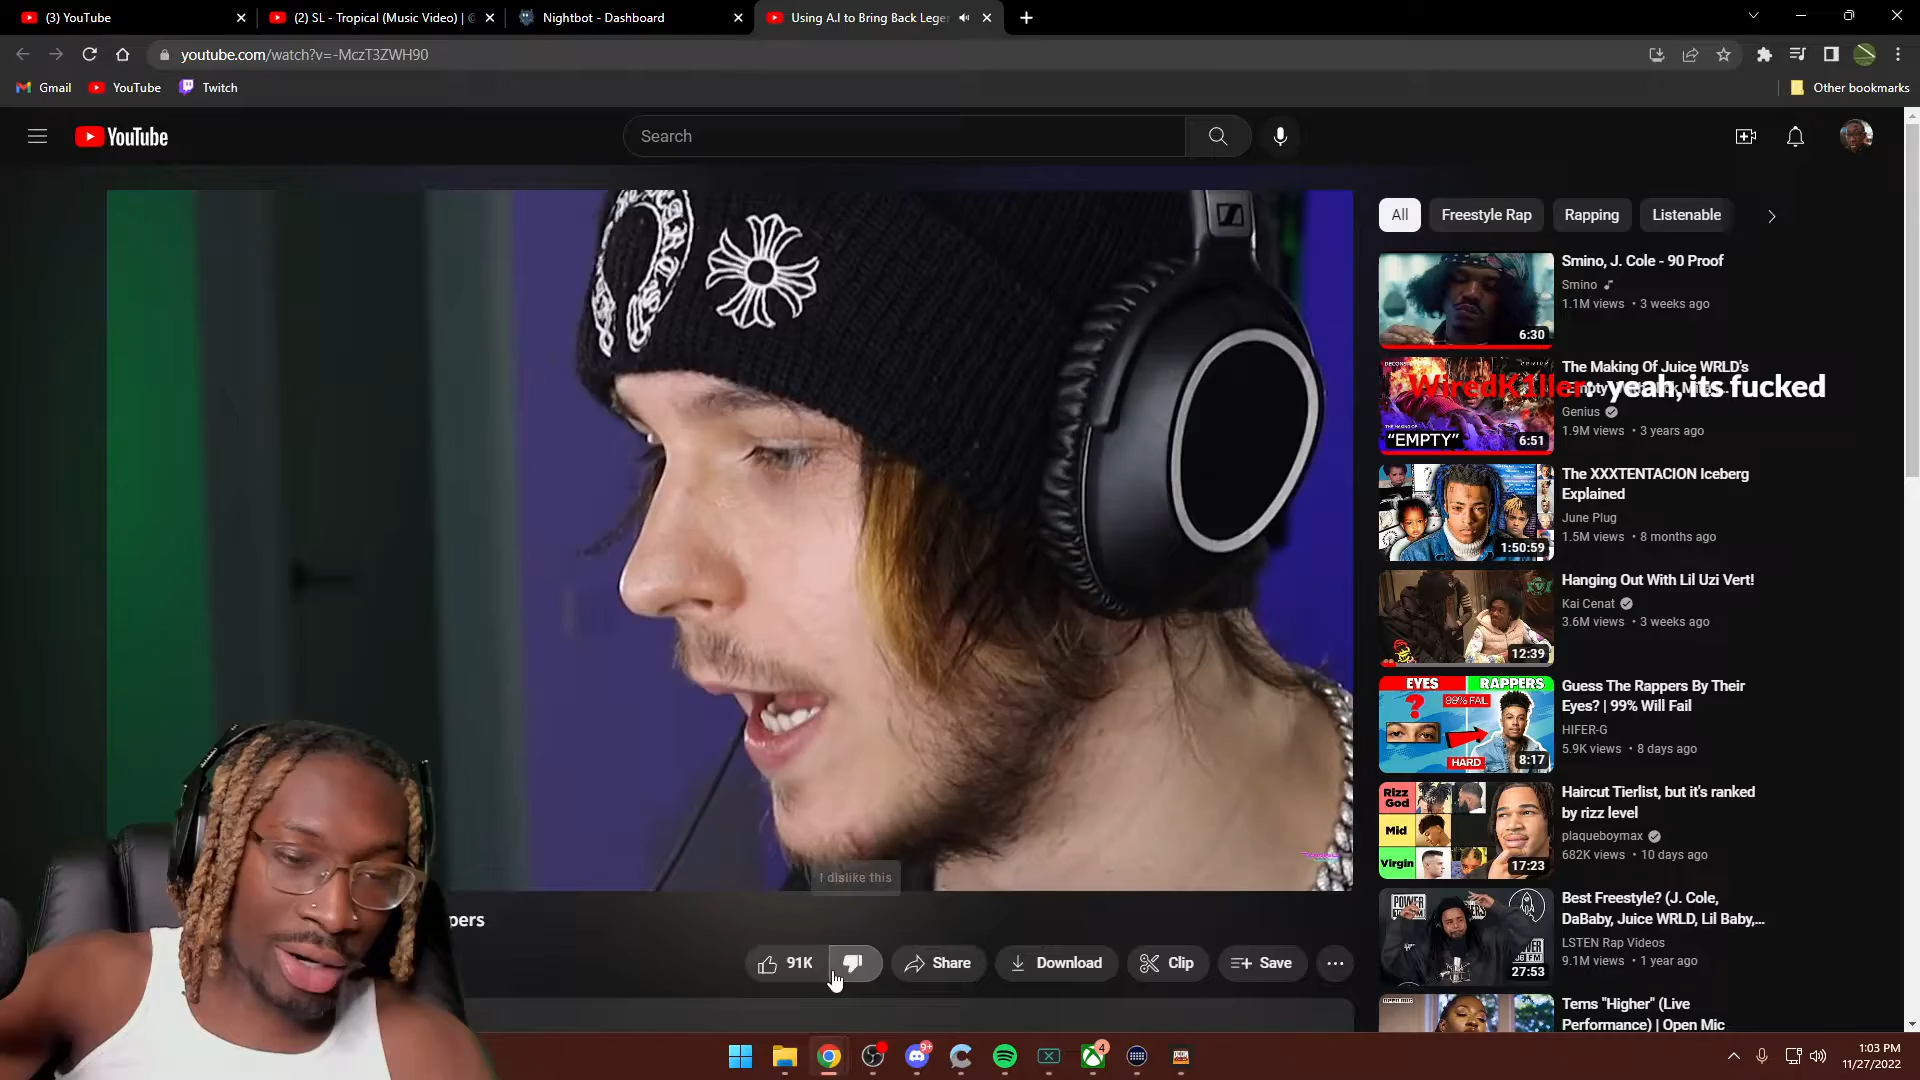 (3) YouTube
(2) SL - Tropical (Music Video) |
Nightbot - Dashboard
Using A.I to Bring Back Lege
youtube.com/watch?v=-MczT3ZWH90
Gmail
YouTube
Twitch
Other bookmarks
YouTube
Search
All
Freestyle Rap
Rapping
Listenable
Smino, J. Cole - 90 Proof
Smino
1.1M views • 3 weeks ago
6:30
The Making Of Juice WRLD's
WiredK1ller: yeah, its fucked
Genius
1.9M views • 3 years ago
"EMPTY"
6:51
The XXXTENTACION Iceberg
Explained
June Plug
1.5M views • 8 months ago
1:50:59
Hanging Out With Lil Uzi Vert!
Kai Cenat
3.6M views • 3 weeks ago
12:39
EYES
RAPPERS
99% FAIL
HARD
8:17
Guess The Rappers By Their
Eyes? | 99% Will Fail
HIFER-G
5.9K views • 8 days ago
Rizz
God
Mid
Virgin
17:23
Haircut Tierlist, but it's ranked
by rizz level
plaqueboymax
682K views • 10 days ago
I dislike this
pers
91K
Share
Download
Clip
Save
POWER
27:53
Best Freestyle? (J. Cole,
DaBaby, Juice WRLD, Lil Baby,...
LSTEN Rap Videos
9.1M views • 1 year ago
Tems "Higher" (Live
Performance) | Open Mic
9+
4
1:03 PM
11/27/2022